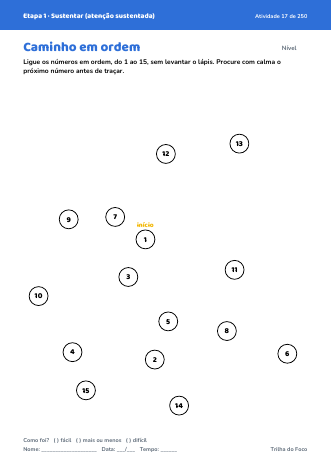 Etapa 1 · Sustentar (atenção sustentada)
Atividade 17 de 250
Caminho em ordem
Nível
Ligue os números em ordem, do 1 ao 15, sem levantar o lápis. Procure com calma o
próximo número antes de traçar.
13
12
7
9
início
1
11
3
10
5
8
4
6
2
15
14
Como foi? ( ) fácil ( ) mais ou menos ( ) difícil
Nome: ____________________ Data: ___/___ Tempo: ______
Trilha do Foco